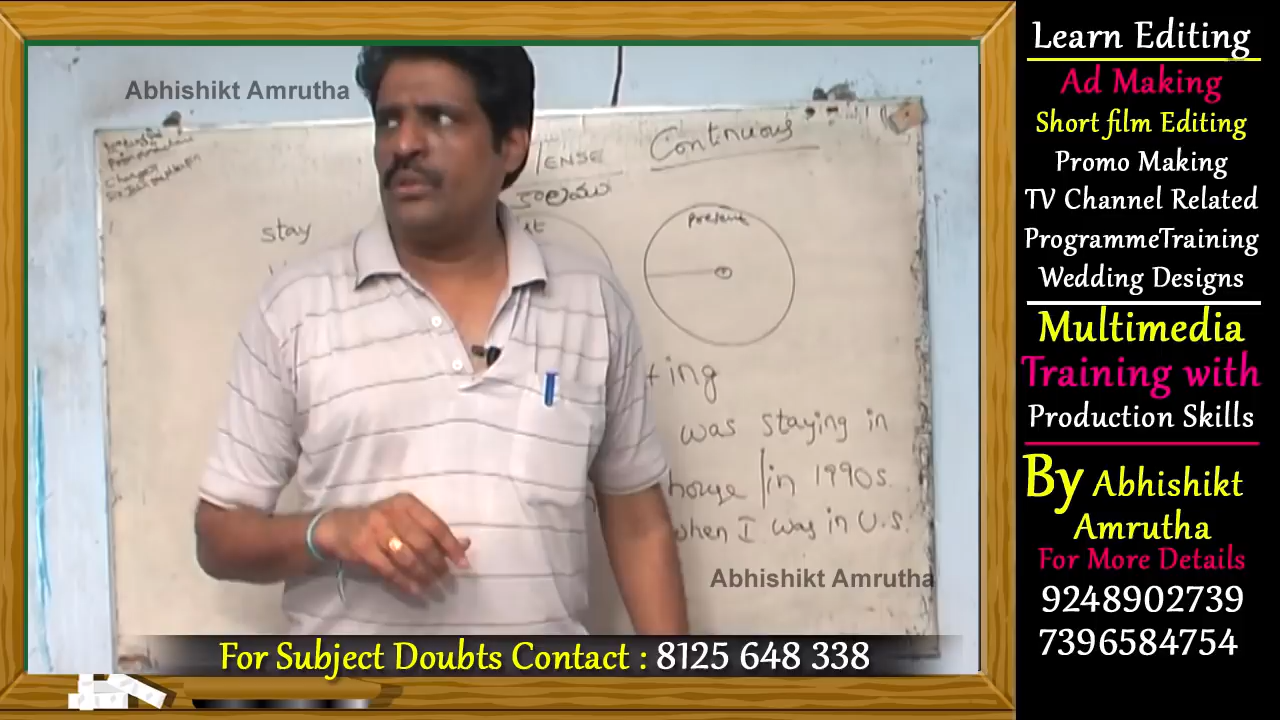 Abhishikt Amrutha
TENSE
Continuous
కాలము
stay
present
+ing
was staying in
house / in 1990s.
when I was in U.S.
Abhishikt Amrutha
For Subject Doubts Contact : 8125 648 338
Learn Editing
Ad Making
Short film Editing
Promo Making
TV Channel Related
ProgrammeTraining
Wedding Designs
Multimedia
Training with
Production Skills
By Abhishikt
Amrutha
For More Details
9248902739
7396584754